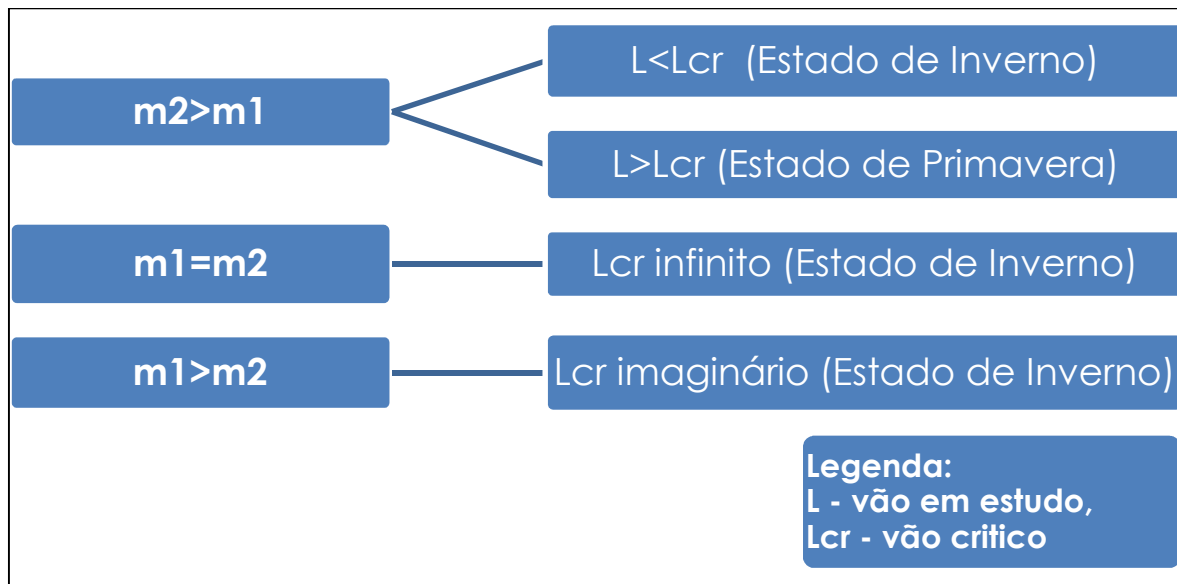 m2>m1
L<Lcr (Estado de Inverno)
L>Lcr (Estado de Primavera)
m1=m2
Lcr infinito (Estado de Inverno)
m1>m2
Lcr imaginário (Estado de Inverno)
Legenda:
L - vão em estudo,
Lcr - vão critico